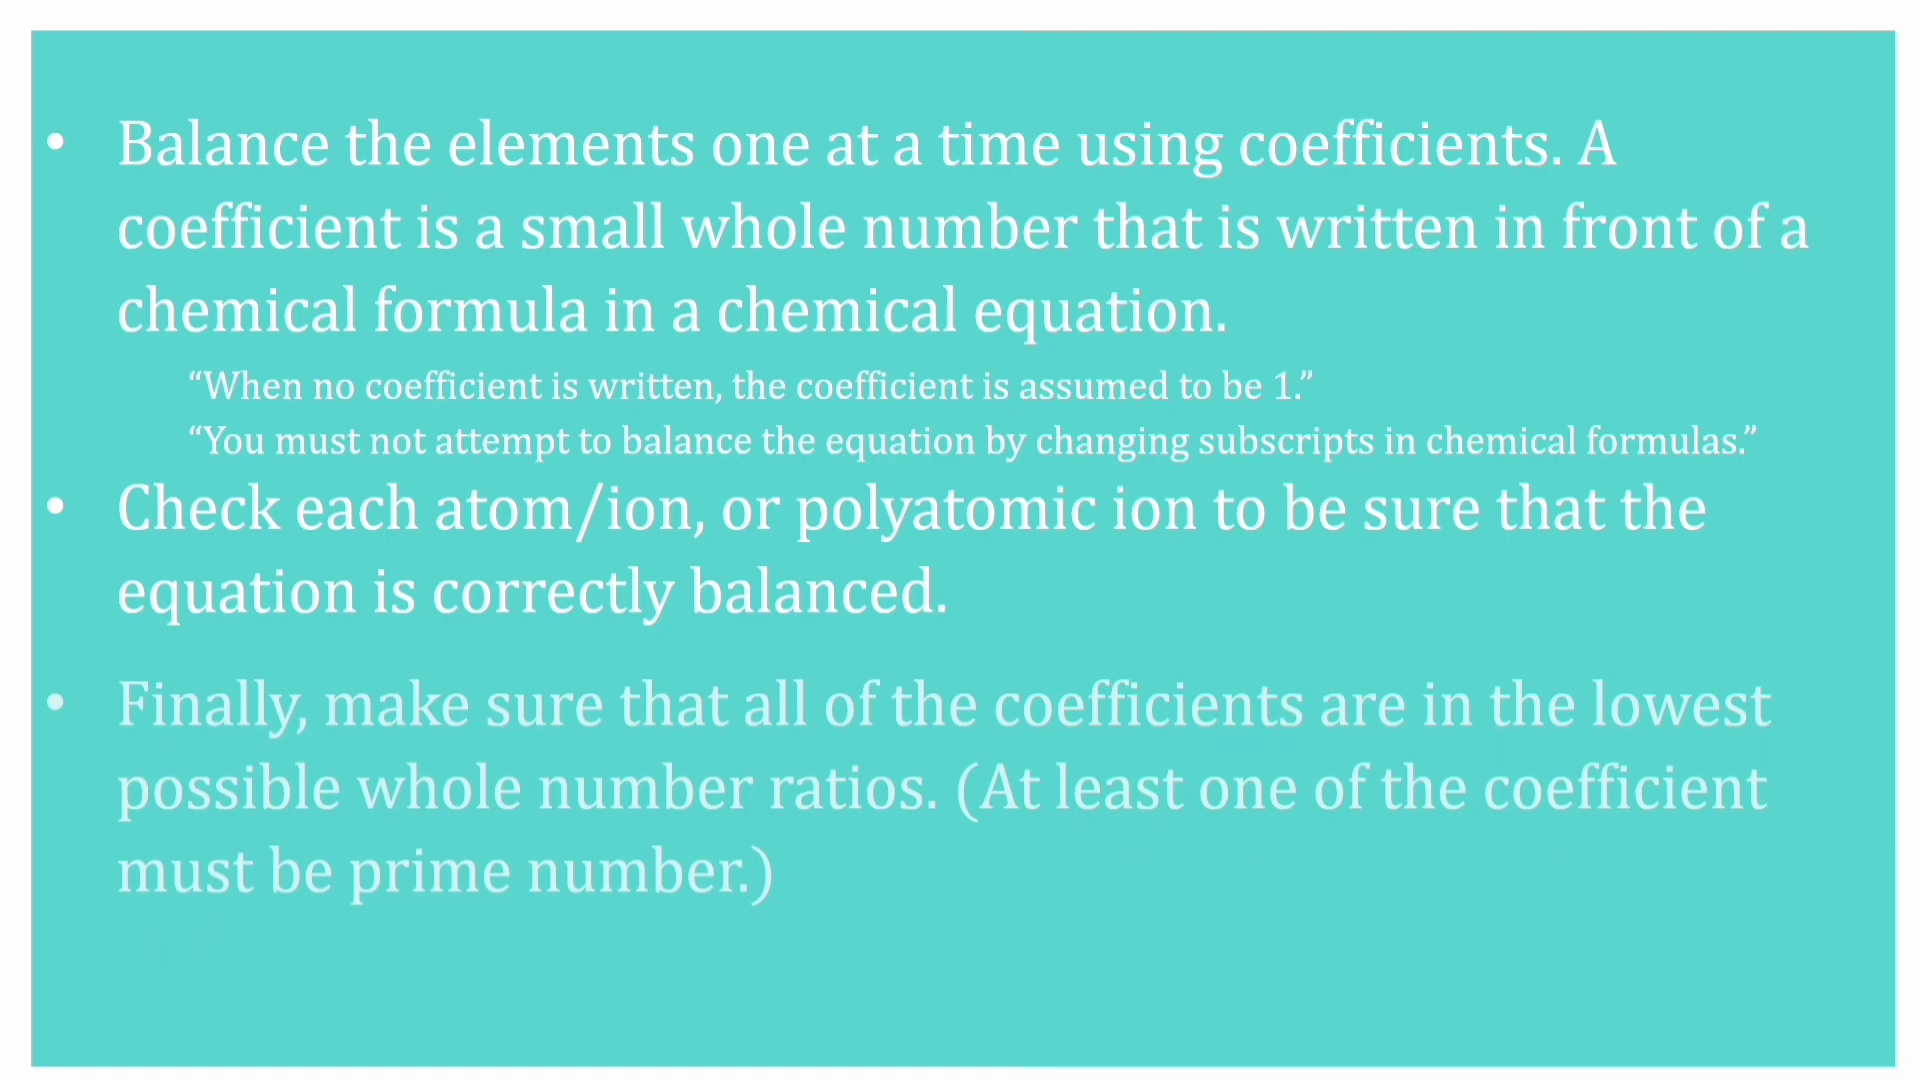 • Balance the elements one at a time using coefficients. A
coefficient is a small whole number that is written in front of a
chemical formula in a chemical equation.
“When no coefficient is written, the coefficient is assumed to be 1.”
“You must not attempt to balance the equation by changing subscripts in chemical formulas.”
• Check each atom/ion, or polyatomic ion to be sure that the
equation is correctly balanced.
• Finally, make sure that all of the coefficients are in the lowest
possible whole number ratios. (At least one of the coefficient
must be prime number.)